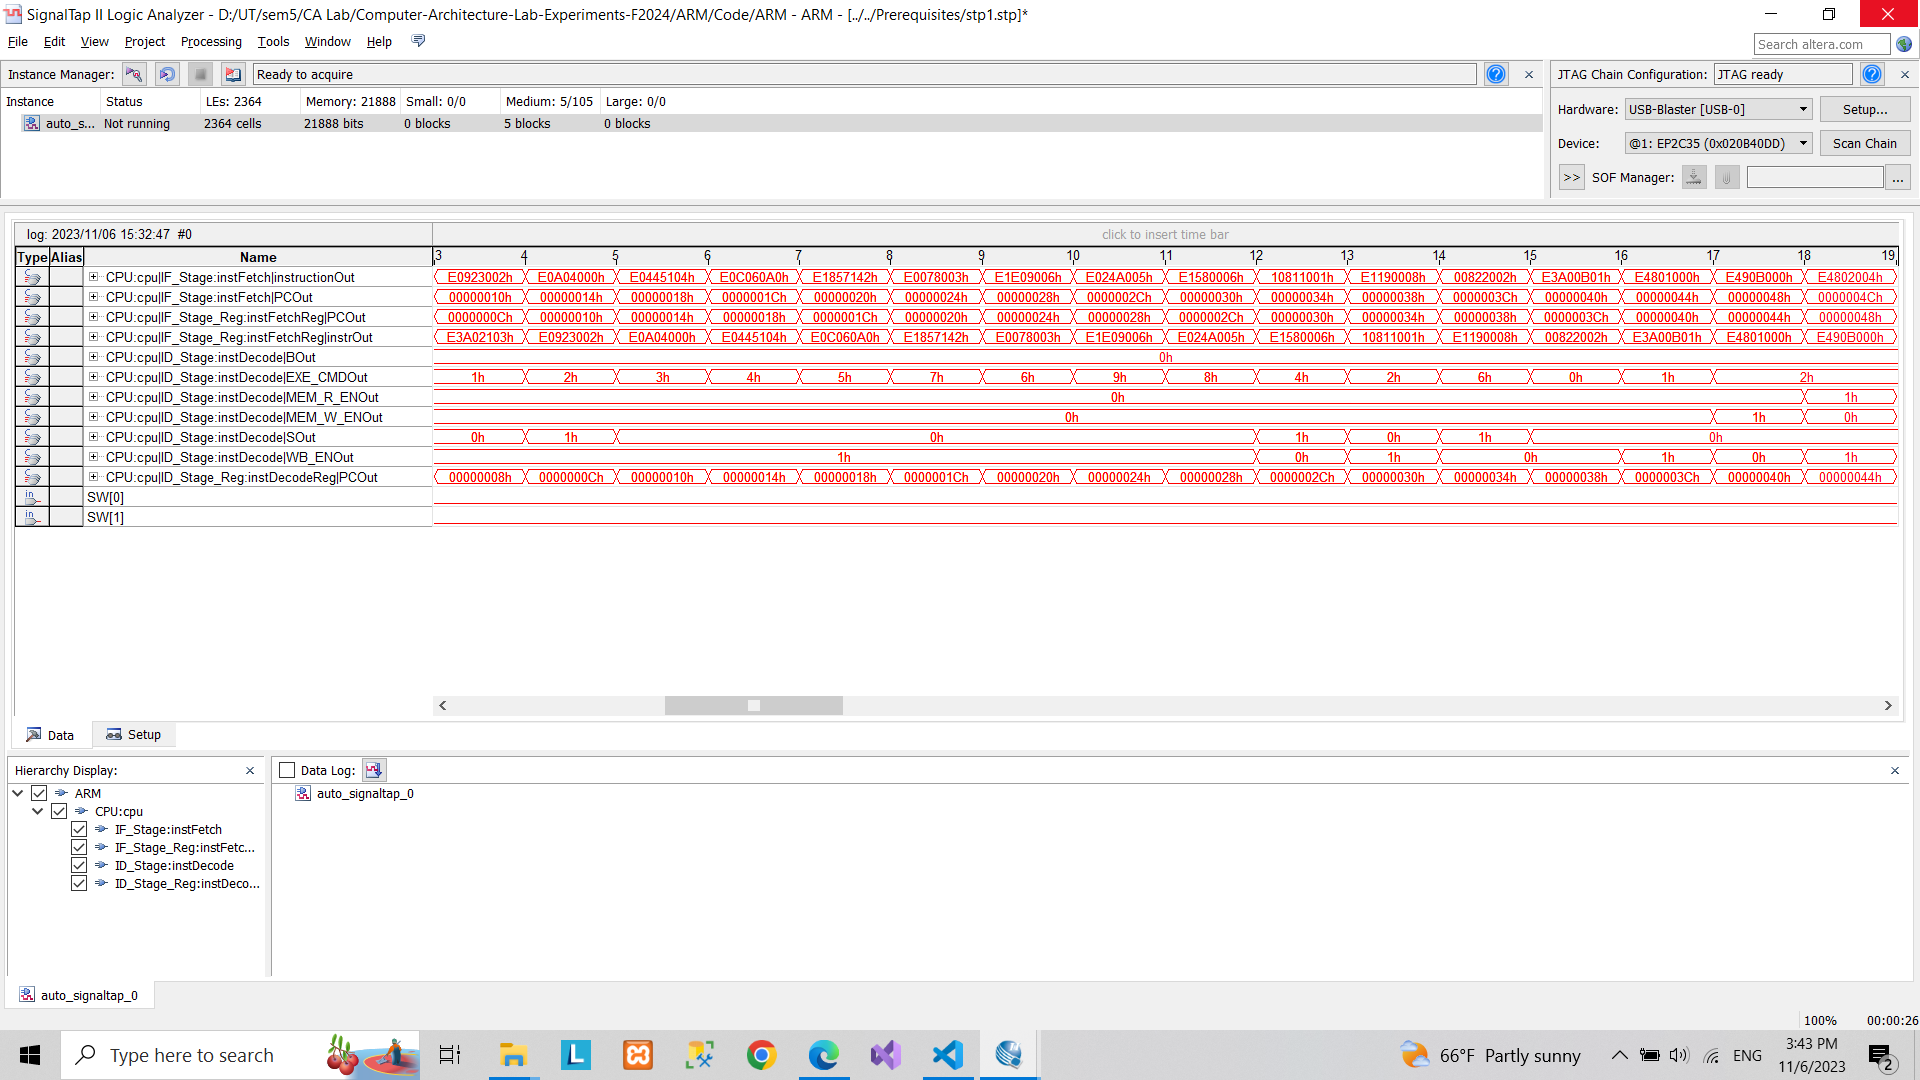 SignalTap II Logic Analyzer - D:/UT/sem5/CA Lab/Computer-Architecture-Lab-Experiments-F2024/ARM/Code/ARM - ARM - [../../Prerequisites/stp1.stp]*
File Edit View Project Processing Tools Window Help
Search altera.com
Instance Manager: Ready to acquire
JTAG Chain Configuration: JTAG ready
Instance Status LEs: 2364 Memory: 21888 Small: 0/0 Medium: 5/105 Large: 0/0
auto_s... Not running 2364 cells 21888 bits 0 blocks 5 blocks 0 blocks
Hardware: USB-Blaster [USB-0] Setup...
Device: @1: EP2C35 (0x020B40DD) Scan Chain
>> SOF Manager: ...
log: 2023/11/06 15:32:47 #0 click to insert time bar
Type Alias Name 3 4 5 6 7 8 9 10 11 12 13 14 15 16 17 18 19
CPU:cpu|IF_Stage:instFetch|instructionOut E0923002h E0A04000h E0445104h E0C060A0h E1857142h E0078003h E1E09006h E024A005h E1580006h 10811001h E1190008h 00822002h E3A00B01h E4801000h E490B000h E4802004h
CPU:cpu|IF_Stage:instFetch|PCOut 00000010h 00000014h 00000018h 0000001Ch 00000020h 00000024h 00000028h 0000002Ch 00000030h 00000034h 00000038h 0000003Ch 00000040h 00000044h 00000048h 0000004Ch
CPU:cpu|IF_Stage_Reg:instFetchReg|PCOut 0000000Ch 00000010h 00000014h 00000018h 0000001Ch 00000020h 00000024h 00000028h 0000002Ch 00000030h 00000034h 00000038h 0000003Ch 00000040h 00000044h 00000048h
CPU:cpu|IF_Stage_Reg:instFetchReg|instrOut E3A02103h E0923002h E0A04000h E0445104h E0C060A0h E1857142h E0078003h E1E09006h E024A005h E1580006h 10811001h E1190008h 00822002h E3A00B01h E4801000h E490B000h
CPU:cpu|ID_Stage:instDecode|BOut 0h
CPU:cpu|ID_Stage:instDecode|EXE_CMDOut 1h 2h 3h 4h 5h 7h 6h 9h 8h 4h 2h 6h 0h 1h 2h
CPU:cpu|ID_Stage:instDecode|MEM_R_ENOut 0h 1h
CPU:cpu|ID_Stage:instDecode|MEM_W_ENOut 0h 1h 0h
CPU:cpu|ID_Stage:instDecode|SOut 0h 1h 0h 1h 0h 1h 0h
CPU:cpu|ID_Stage:instDecode|WB_ENOut 1h 0h 1h 0h 1h 0h 1h
CPU:cpu|ID_Stage_Reg:instDecodeReg|PCOut 00000008h 0000000Ch 00000010h 00000014h 00000018h 0000001Ch 00000020h 00000024h 00000028h 0000002Ch 00000030h 00000034h 00000038h 0000003Ch 00000040h 00000044h
in SW[0]
in SW[1]
Data Setup
Hierarchy Display: Data Log:
ARM auto_signaltap_0
CPU:cpu
IF_Stage:instFetch
IF_Stage_Reg:instFetc...
ID_Stage:instDecode
ID_Stage_Reg:instDeco...
auto_signaltap_0
100% 00:00:26
Type here to search
L
66°F Partly sunny
ENG
3:43 PM
11/6/2023
2